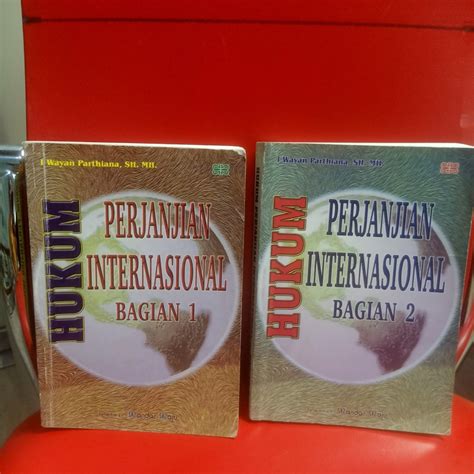 I Wayan Parthiana, SH. MH.
HUKUM
PERJANJIAN
INTERNASIONAL
BAGIAN 1
I Wayan Parthiana, SH. MH.
HUKUM
PERJANJIAN
INTERNASIONAL
BAGIAN 2